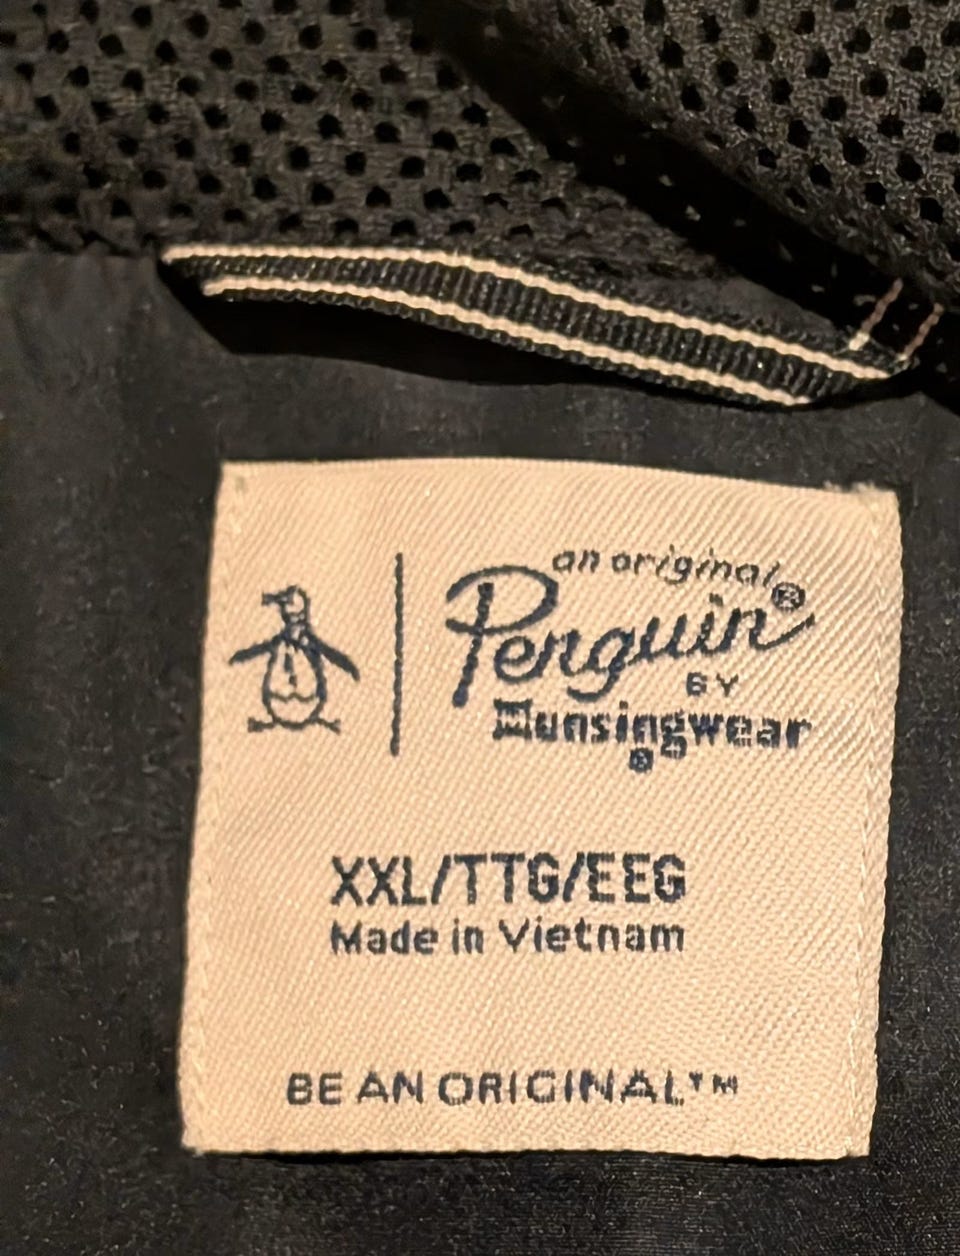 an original®
Penguin
BY
Munsingwear
®
XXL/TTG/EEG
Made in Vietnam
BE AN ORIGINAL™